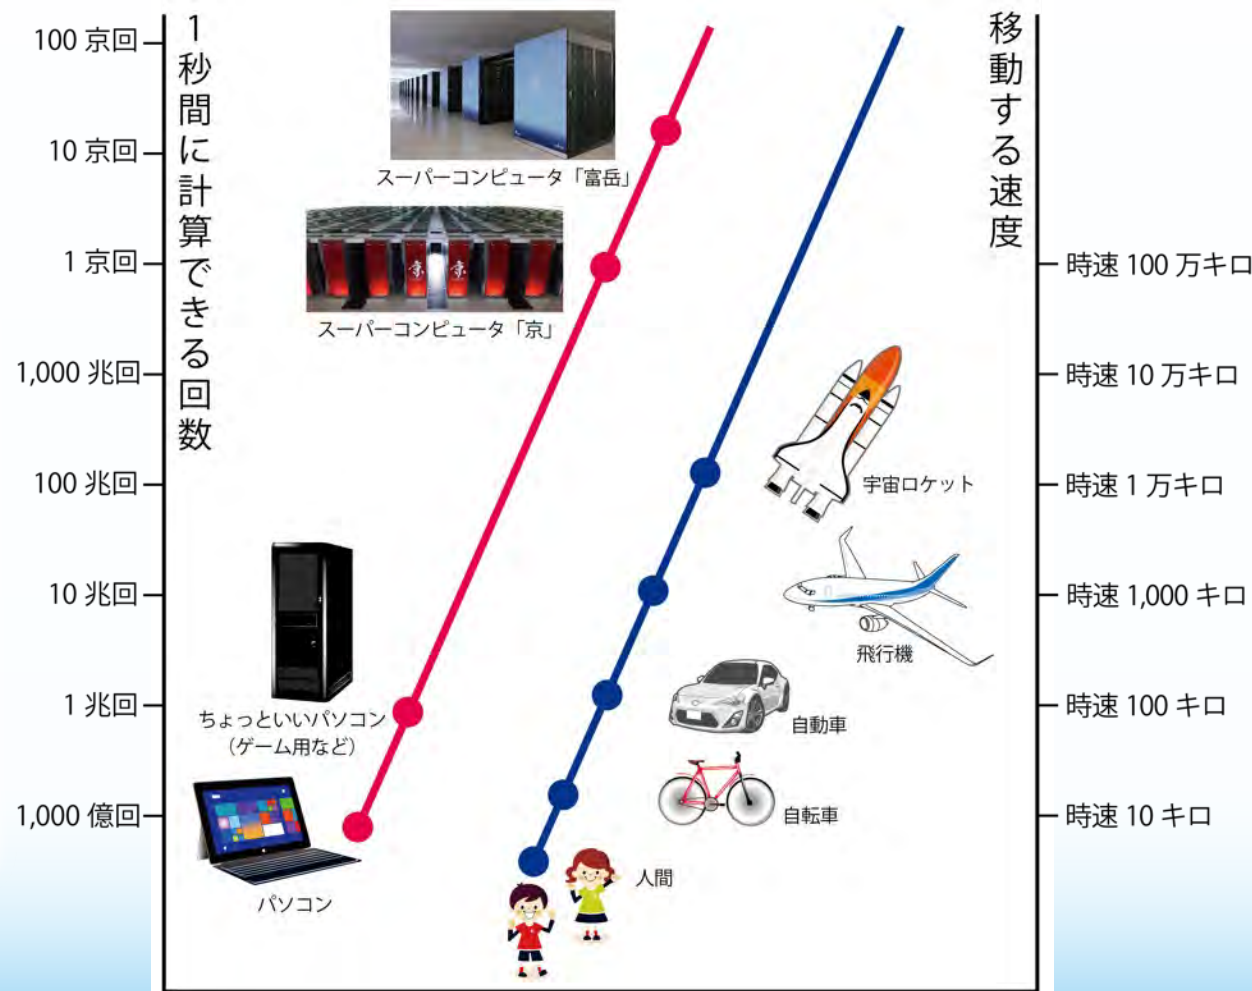 1秒間に計算できる回数
100 京回
10 京回
1 京回
1,000 兆回
100 兆回
10 兆回
1 兆回
1,000 億回
スーパーコンピュータ「富岳」
京
京
スーパーコンピュータ「京」
ちょっといいパソコン
（ゲーム用など）
パソコン
宇宙ロケット
飛行機
自動車
自転車
人間
移動する速度
時速 100 万キロ
時速 10 万キロ
時速 1 万キロ
時速 1,000 キロ
時速 100 キロ
時速 10 キロ